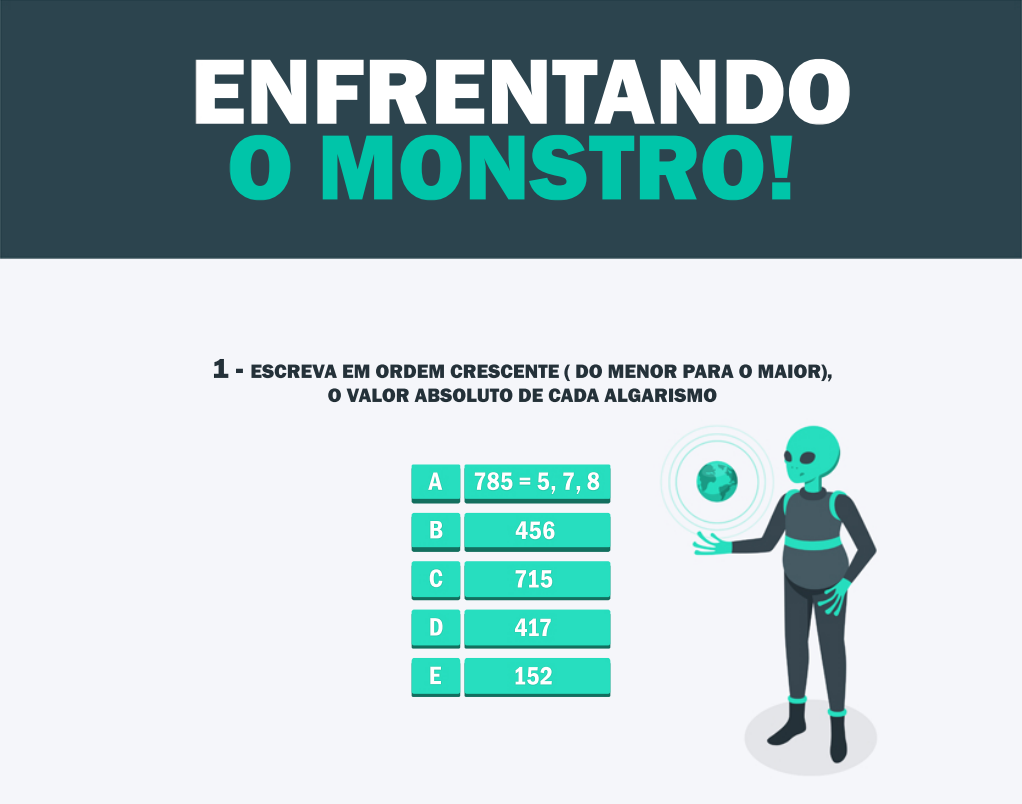 ENFRENTANDO
O MONSTRO!
1 - ESCREVA EM ORDEM CRESCENTE ( DO MENOR PARA O MAIOR),
O VALOR ABSOLUTO DE CADA ALGARISMO
A 785 = 5, 7, 8
B 456
C 715
D 417
E 152